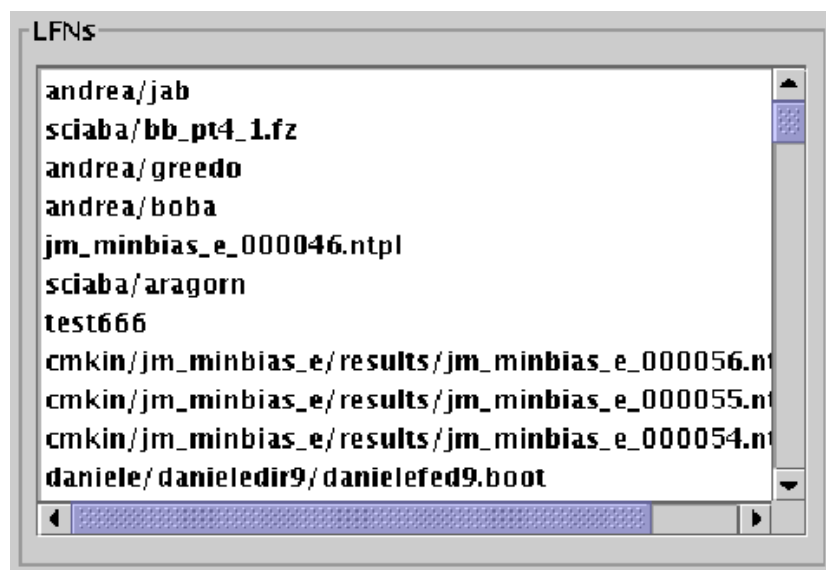 LFNs
andrea/jab
sciaba/bb_pt4_1.fz
andrea/greedo
andrea/boba
jm_minbias_e_000046.ntpl
sciaba/aragorn
test666
cmkin/jm_minbias_e/results/jm_minbias_e_000056.nt
cmkin/jm_minbias_e/results/jm_minbias_e_000055.nt
cmkin/jm_minbias_e/results/jm_minbias_e_000054.nt
daniele/danieledir9/danielefed9.boot